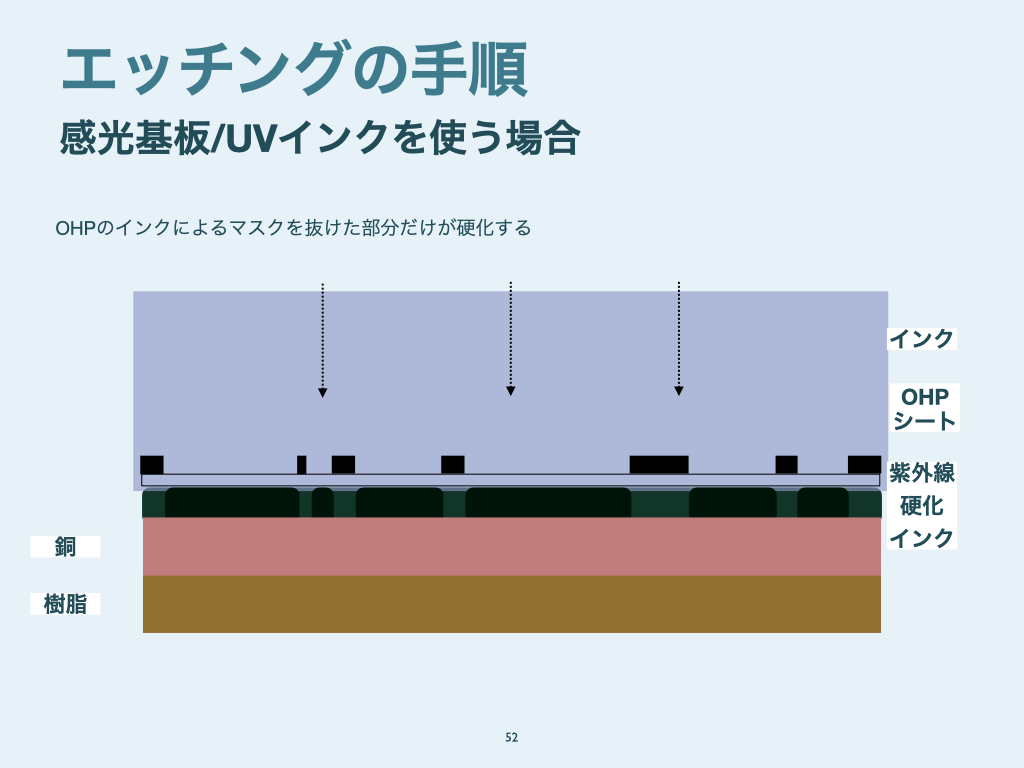 エッチングの手順
感光基板/UVインクを使う場合
OHPのインクによるマスクを抜けた部分だけが硬化する
インク
OHP
シート
紫外線
硬化
インク
銅
樹脂
52